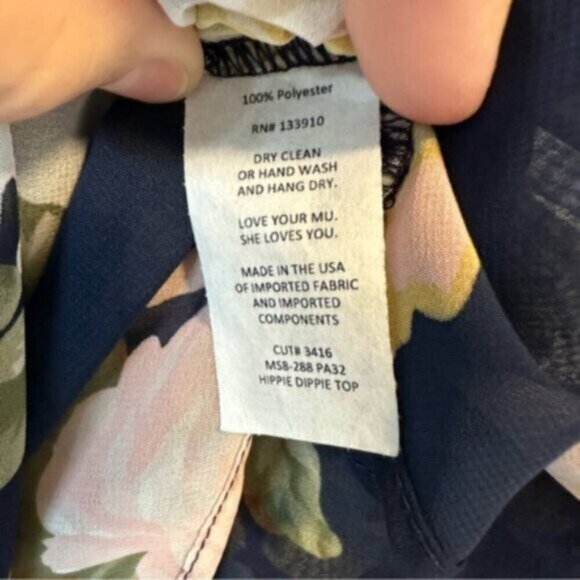 100% Polyester
RN# 133910
DRY CLEAN
OR HAND WASH
AND HANG DRY.
LOVE YOUR MU.
SHE LOVES YOU.
MADE IN THE USA
OF IMPORTED FABRIC
AND IMPORTED
COMPONENTS
CUT# 3416
MS8-288 PA32
HIPPIE DIPPIE TOP